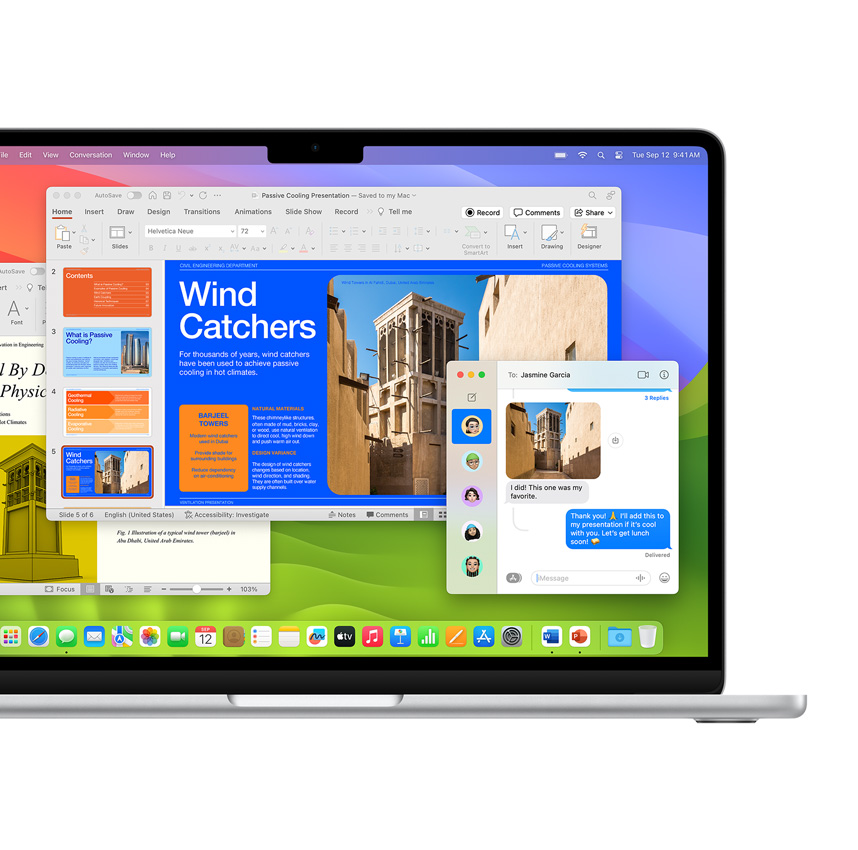 ile Edit View Conversation Window Help
Tue Sep 12 9:41 AM
AutoSave
Passive Cooling Presentation — Saved to my Mac
Home Insert Draw Design Transitions Animations Slide Show Record Tell me
Record Comments Share
Paste
Slides
Helvetica Neue
72
Convert to
SmartArt
Insert
Drawing
Designer
2
Contents
3
What is Passive
Cooling?
4
Geothermal
Cooling
Radiative
Cooling
Evaporative
Cooling
5
Wind
Catchers
CIVIL ENGINEERING DEPARTMENT
PASSIVE COOLING SYSTEMS
Wind
Catchers
For thousands of years, wind catchers
have been used to achieve passive
cooling in hot climates.
BARJEEL
TOWERS
Modern wind catchers
used in Dubai
Provide shade for
surrounding buildings
Reduce dependency
on air-conditioning
NATURAL MATERIALS
These chimneylike structures,
often made of mud, bricks, clay,
or wood, use natural ventilation
to direct cool, high wind down
and push warm air out.
DESIGN VARIANCE
The design of wind catchers
changes based on location,
wind direction, and shading.
They are often built over water
supply channels.
VENTILATION PRESENTATION
Slide 5 of 6 English (United States) Accessibility: Investigate
Notes Comments
To: Jasmine Garcia
3 Replies
I did! This one was my
favorite.
Thank you! 🙏 I'll add this to
my presentation if it's cool
with you. Let's get lunch
soon!
Delivered
iMessage
AutoSave
Font
vation in Engineering
l By D
Physic
tions
ot Climates
Fig. 1 Illustration of a typical wind tower (barjeel) in
Abu Dhabi, United Arab Emirates.
Focus
103%
SEP
12
tv
W
P